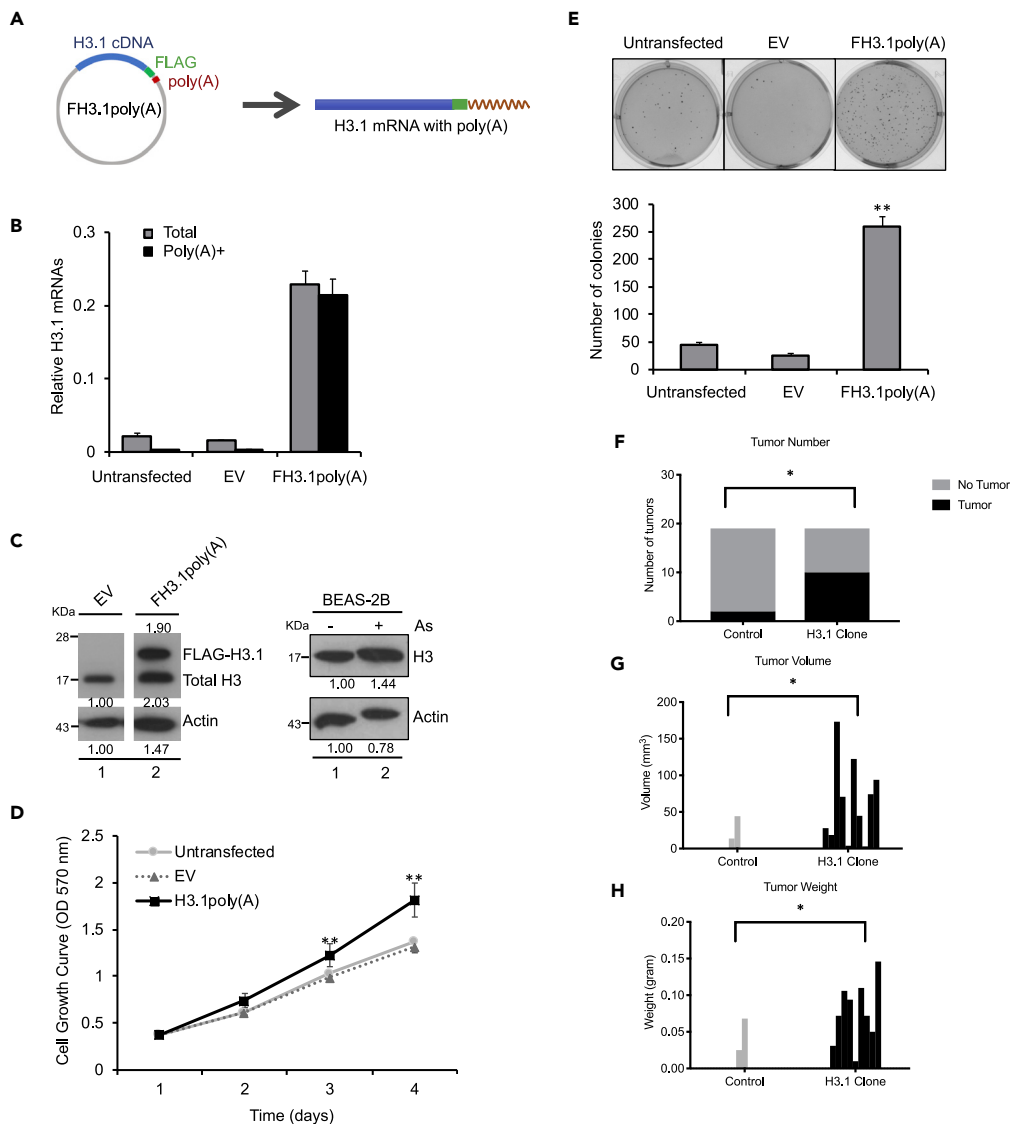 A
H3.1 cDNA
FLAG
poly(A)
FH3.1poly(A)
H3.1 mRNA with poly(A)
B
Relative H3.1 mRNAs
0.3
0.2
0.1
0
Total
Poly(A)+
Untransfected
EV
FH3.1poly(A)
C
EV
FH3.1poly(A)
KDa
1.90
28
17
FLAG-H3.1
Total H3
1.00
2.03
43
Actin
1.00
1.47
1
2
BEAS-2B
KDa
-
+
As
17
H3
1.00
1.44
43
Actin
1.00
0.78
1
2
D
Cell Growth Curve (OD 570 nm)
2.5
2
1.5
1
0.5
0
Untransfected
EV
H3.1poly(A)
**
**
1
2
3
4
Time (days)
E
Untransfected
EV
FH3.1poly(A)
Number of colonies
300
250
200
150
100
50
0
**
Untransfected
EV
FH3.1poly(A)
F
Tumor Number
Number of tumors
30
20
10
0
*
No Tumor
Tumor
Control
H3.1 Clone
G
Tumor Volume
Volume (mm3)
200
150
100
50
0
*
Control
H3.1 Clone
H
Tumor Weight
Weight (gram)
0.20
0.15
0.10
0.05
0.00
*
Control
H3.1 Clone